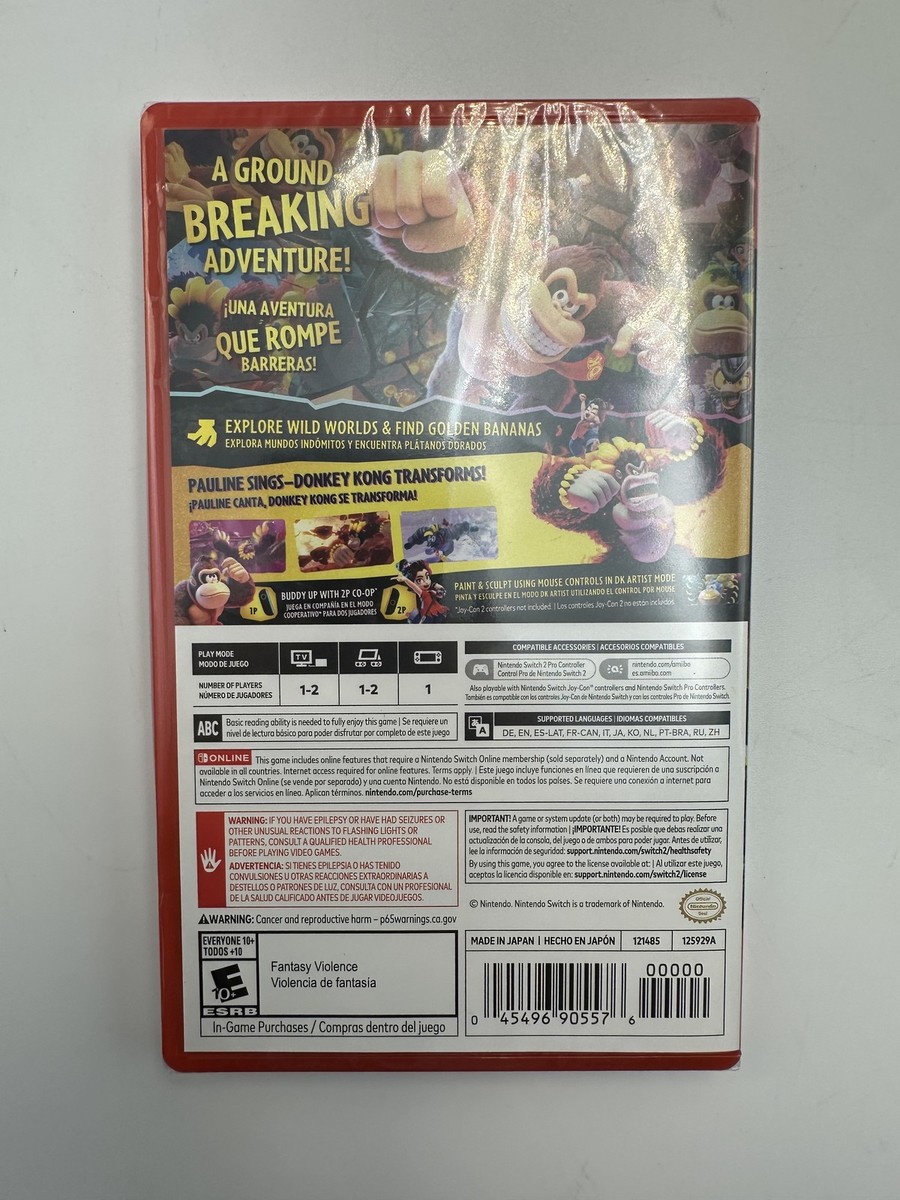 A GROUND
BREAKING
ADVENTURE!
¡UNA AVENTURA
QUE ROMPE
BARRERAS!
EXPLORE WILD WORLDS & FIND GOLDEN BANANAS
EXPLORA MUNDOS INDÓMITOS Y ENCUENTRA PLÁTANOS DORADOS
PAULINE SINGS—DONKEY KONG TRANSFORMS!
¡PAULINE CANTA, DONKEY KONG SE TRANSFORMA!
1P
BUDDY UP WITH 2P CO-OP*
JUEGA EN COMPAÑÍA EN EL MODO
COOPERATIVO* PARA DOS JUGADORES
2P
PAINT & SCULPT USING MOUSE CONTROLS IN DK ARTIST MODE
PINTA Y ESCULPE EN EL MODO DK ARTIST UTILIZANDO EL CONTROL POR MOUSE
*Joy-Con 2 controllers not included. | Los controles Joy-Con 2 no están incluidos.
PLAY MODE
MODO DE JUEGO
TV
NUMBER OF PLAYERS
NÚMERO DE JUGADORES
1-2
1-2
1
COMPATIBLE ACCESSORIES | ACCESORIOS COMPATIBLES
Nintendo Switch 2 Pro Controller
Control Pro de Nintendo Switch 2
nintendo.com/amiibo
es.amiibo.com
Also playable with Nintendo Switch Joy-Con™ controllers and Nintendo Switch Pro Controllers.
También es compatible con los controles Joy-Con de Nintendo Switch y con los controles Pro de Nintendo Switch.
ABC
Basic reading ability is needed to fully enjoy this game | Se requiere un
nivel de lectura básico para poder disfrutar por completo de este juego
A
SUPPORTED LANGUAGES | IDIOMAS COMPATIBLES
DE, EN, ES-LAT, FR-CAN, IT, JA, KO, NL, PT-BRA, RU, ZH
ONLINE This game includes online features that require a Nintendo Switch Online membership (sold separately) and a Nintendo Account. Not
available in all countries. Internet access required for online features. Terms apply. | Este juego incluye funciones en línea que requieren de una suscripción a
Nintendo Switch Online (se vende por separado) y una cuenta Nintendo. No está disponible en todos los países. Se requiere una conexión a internet para
acceder a los servicios en línea. Aplican términos. nintendo.com/purchase-terms
WARNING: IF YOU HAVE EPILEPSY OR HAVE HAD SEIZURES OR
OTHER UNUSUAL REACTIONS TO FLASHING LIGHTS OR
PATTERNS, CONSULT A QUALIFIED HEALTH PROFESSIONAL
BEFORE PLAYING VIDEO GAMES.
ADVERTENCIA: SI TIENES EPILEPSIA O HAS TENIDO
CONVULSIONES U OTRAS REACCIONES EXTRAORDINARIAS A
DESTELLOS O PATRONES DE LUZ, CONSULTA CON UN PROFESIONAL
DE LA SALUD CALIFICADO ANTES DE JUGAR VIDEOJUEGOS.
IMPORTANT! A game or system update (or both) may be required to play. Before
use, read the safety information | ¡IMPORTANTE! Es posible que debas realizar una
actualización de la consola, del juego o de ambos para poder jugar. Antes de utilizar,
lee la información de seguridad: support.nintendo.com/switch2/healthsafety
By using this game, you agree to the license available at: | Al utilizar este juego,
aceptas la licencia disponible en: support.nintendo.com/switch2/license
© Nintendo. Nintendo Switch is a trademark of Nintendo.
Official
Nintendo
Seal
WARNING: Cancer and reproductive harm – p65warnings.ca.gov
EVERYONE 10+
TODOS +10
E
10+
ESRB
Fantasy Violence
Violencia de fantasía
In-Game Purchases / Compras dentro del juego
MADE IN JAPAN | HECHO EN JAPÓN
121485
125929A
00000
0 45496 90557 6